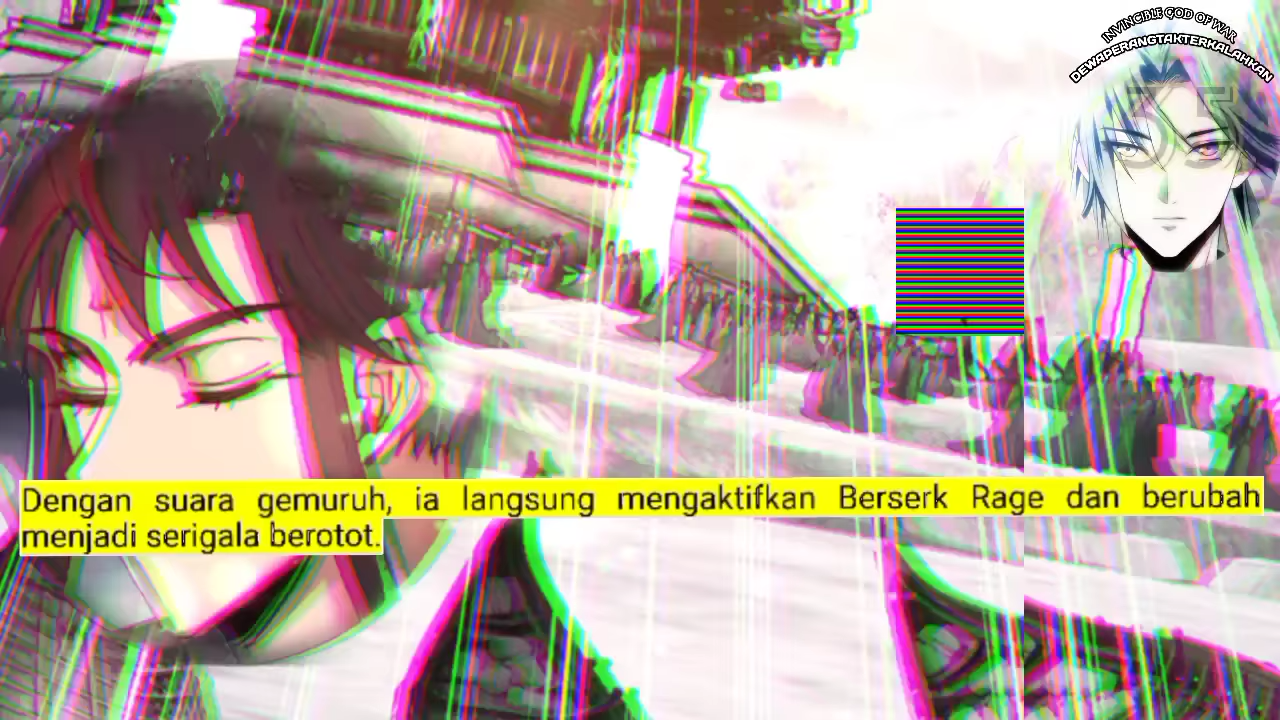 INVINCIBLE GOD OF WAR
DEWAPERANGTAKTERKALAHKAN
Dengan suara gemuruh, ia langsung mengaktifkan Berserk Rage dan berubah
menjadi serigala berotot.